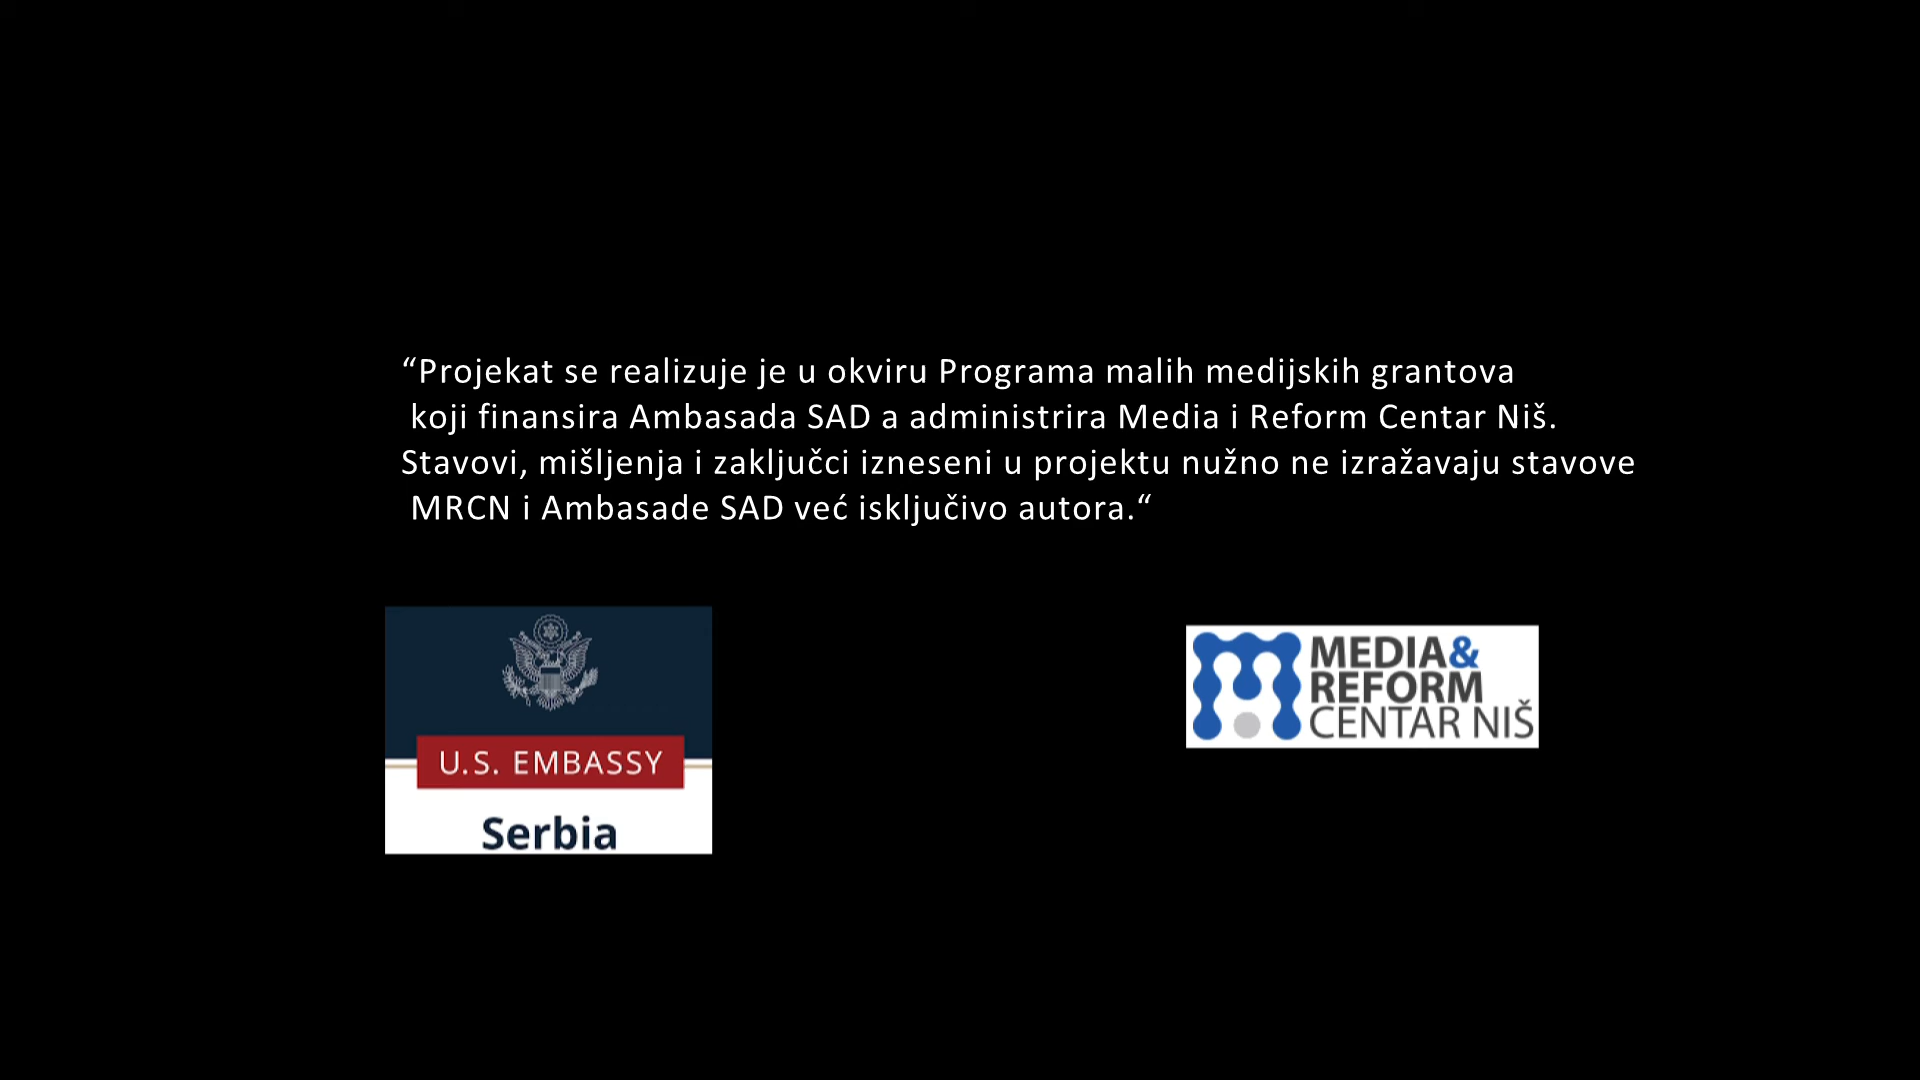 “Projekat se realizuje je u okviru Programa malih medijskih grantova
koji finansira Ambasada SAD a administrira Media i Reform Centar Niš.
Stavovi, mišljenja i zaključci izneseni u projektu nužno ne izražavaju stavove
MRCN i Ambasade SAD već isključivo autora.“
U.S. EMBASSY
Serbia
MEDIA&
REFORM
CENTAR NIŠ